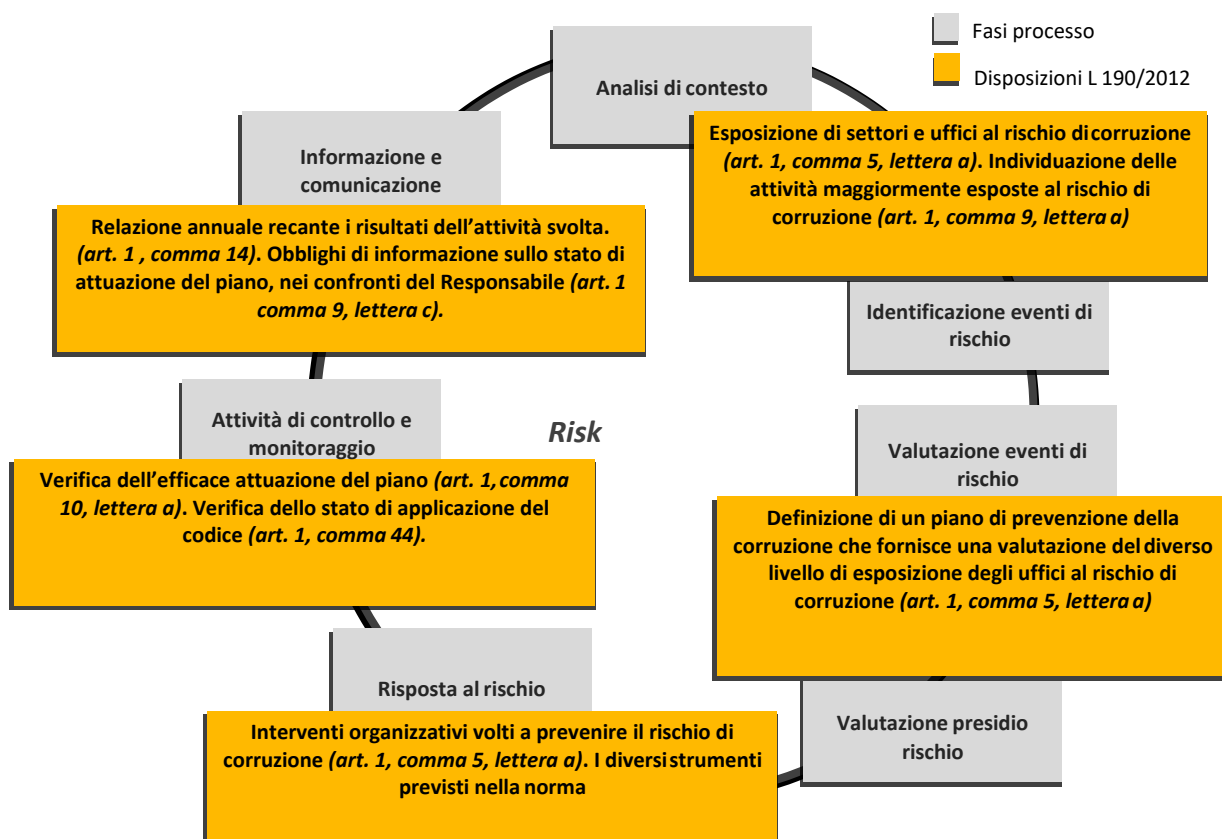 Fasi processo
Disposizioni L 190/2012
Analisi di contesto
Esposizione di settori e uffici al rischio di corruzione
(art. 1, comma 5, lettera a). Individuazione delle
attività maggiormente esposte al rischio di
corruzione (art. 1, comma 9, lettera a)
Identificazione eventi di
rischio
Valutazione eventi di
rischio
Definizione di un piano di prevenzione della
corruzione che fornisce una valutazione del diverso
livello di esposizione degli uffici al rischio di
corruzione (art. 1, comma 5, lettera a)
Valutazione presidio
rischio
Risposta al rischio
Interventi organizzativi volti a prevenire il rischio di
corruzione (art. 1, comma 5, lettera a). I diversi strumenti
previsti nella norma
Attività di controllo e
monitoraggio
Verifica dell’efficace attuazione del piano (art. 1, comma
10, lettera a). Verifica dello stato di applicazione del
codice (art. 1, comma 44).
Informazione e
comunicazione
Relazione annuale recante i risultati dell’attività svolta.
(art. 1 , comma 14). Obblighi di informazione sullo stato di
attuazione del piano, nei confronti del Responsabile (art. 1
comma 9, lettera c).
Risk